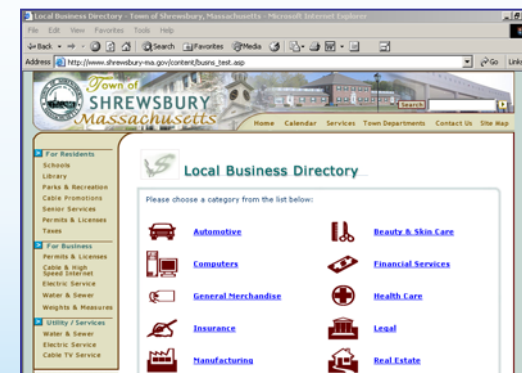 Local Business Directory - Town of Shrewsbury, Massachusetts - Microsoft Internet Explorer
File Edit View Favorites Tools Help
Back Search Favorites Media
Address http://www.shrewsbury-ma.gov/content/busns_test.asp Go Links
Town of
SHREWSBURY
Massachusetts
Search
Home Calendar Services Town Departments Contact Us Site Map
For Residents
Schools
Library
Parks & Recreation
Cable Promotions
Senior Services
Permits & Licenses
Taxes
For Business
Permits & Licenses
Cable & High
Speed Internet
Electric Service
Water & Sewer
Weights & Measures
Utility / Services
Water & Sewer
Electric Service
Cable TV Service
Local Business Directory
Please choose a category from the list below:
Automotive Beauty & Skin Care
Computers Financial Services
General Merchandise Health Care
Insurance Legal
Manufacturing Real Estate